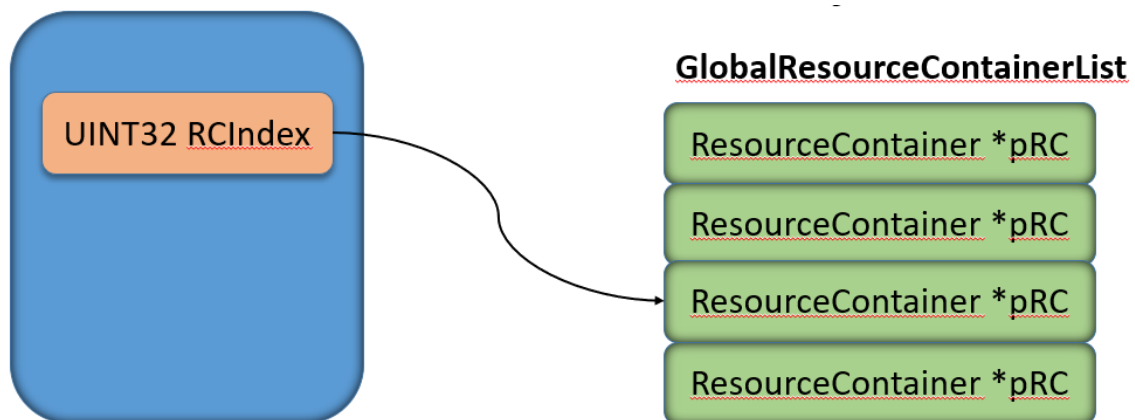 GlobalResourceContainerList
UINT32 RCIndex
ResourceContainer *pRC
ResourceContainer *pRC
ResourceContainer *pRC
ResourceContainer *pRC